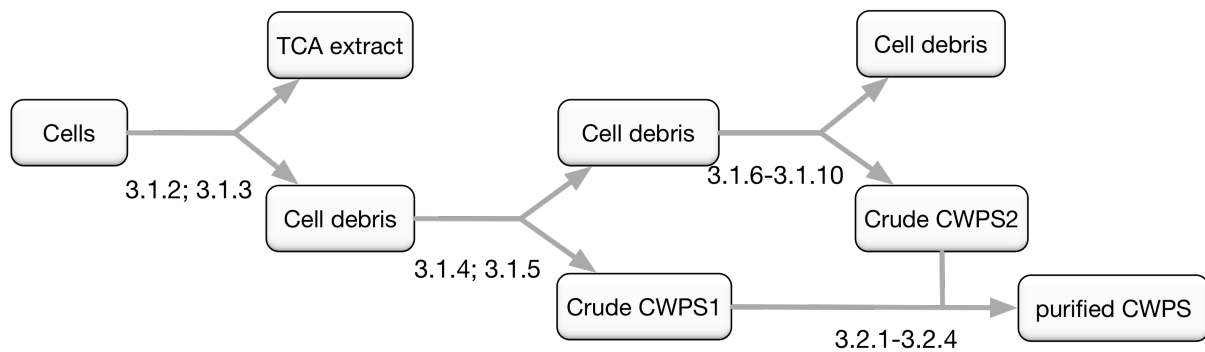 TCA extract
Cell debris
Cells
Cell debris
3.1.2; 3.1.3
3.1.6-3.1.10
Cell debris
Crude CWPS2
3.1.4; 3.1.5
Crude CWPS1
purified CWPS
3.2.1-3.2.4